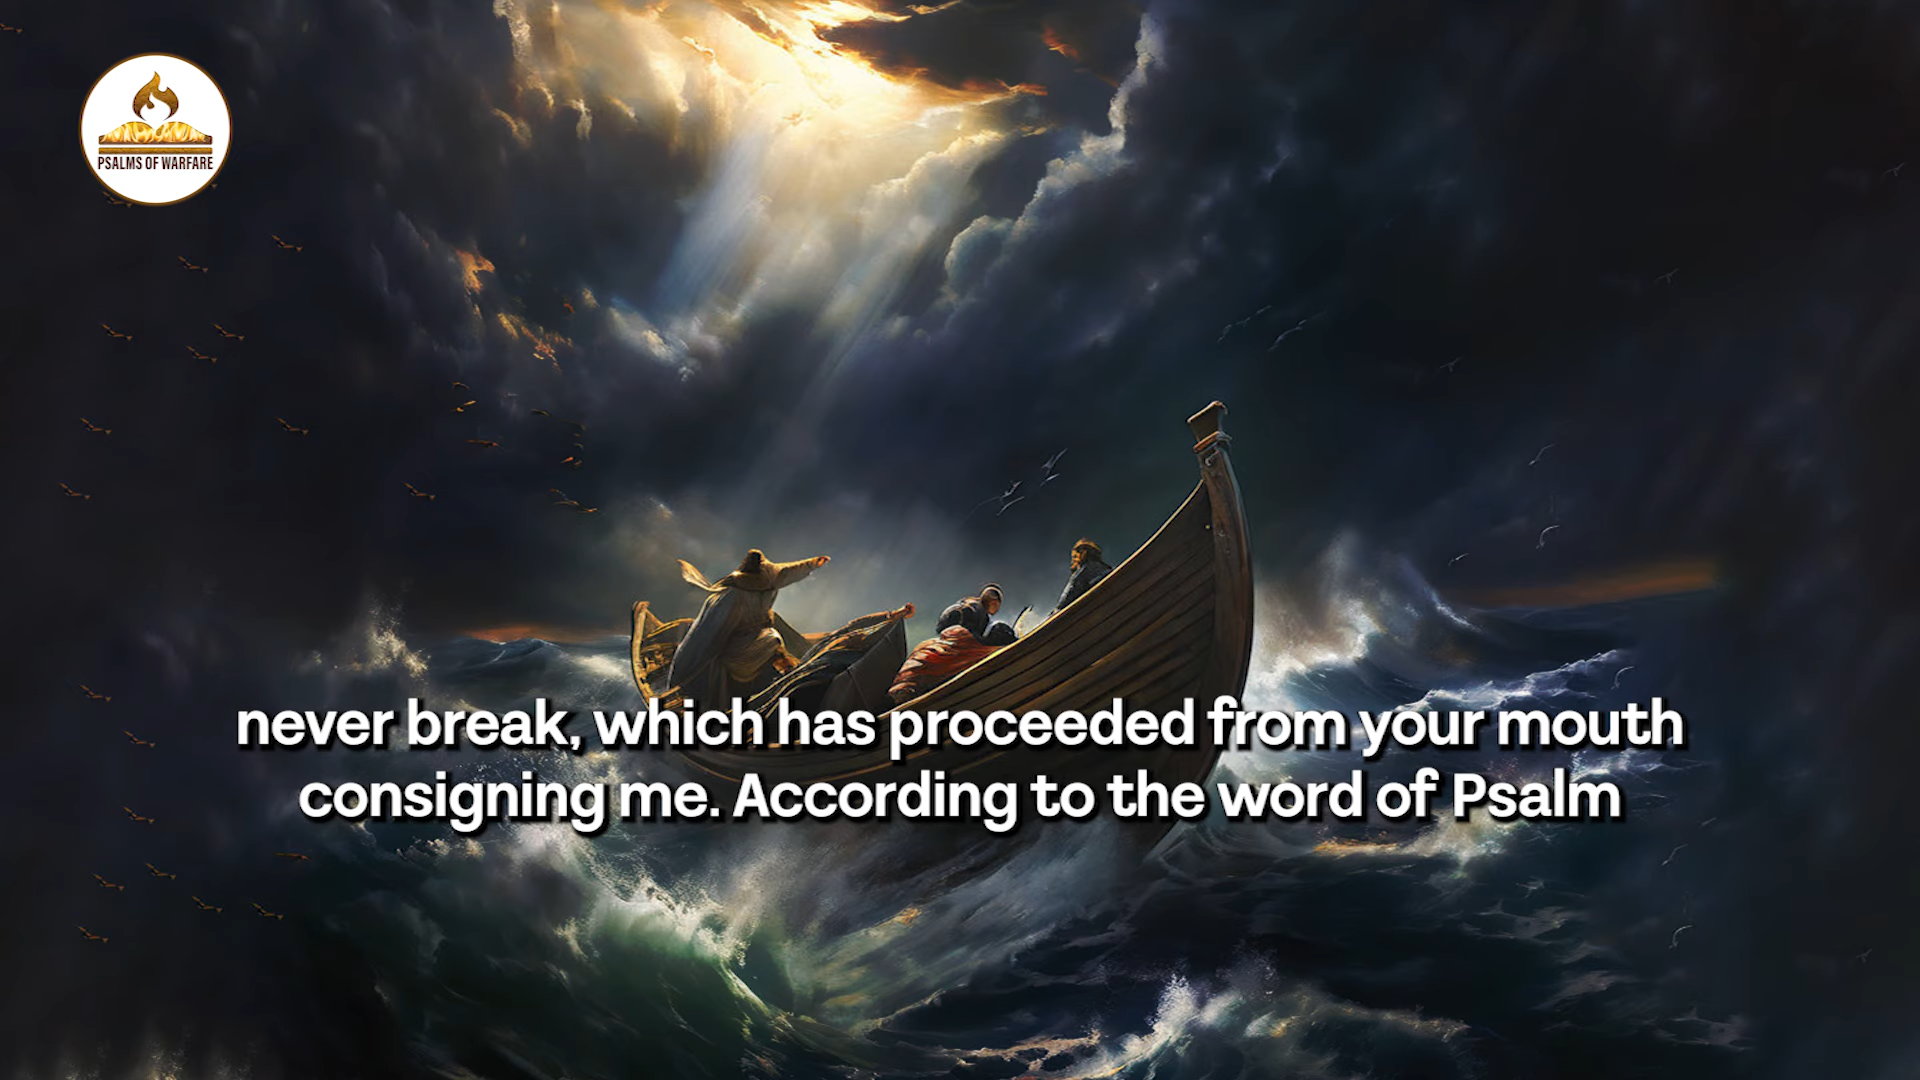 PSALMS OF WARFARE
never break, which has proceeded from your mouth
consigning me. According to the word of Psalm